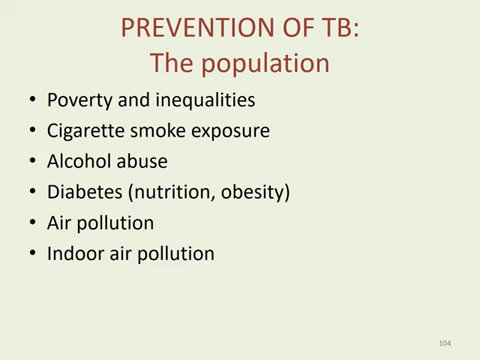 PREVENTION OF TB:
The population
• Poverty and inequalities
• Cigarette smoke exposure
• Alcohol abuse
• Diabetes (nutrition, obesity)
• Air pollution
• Indoor air pollution
104